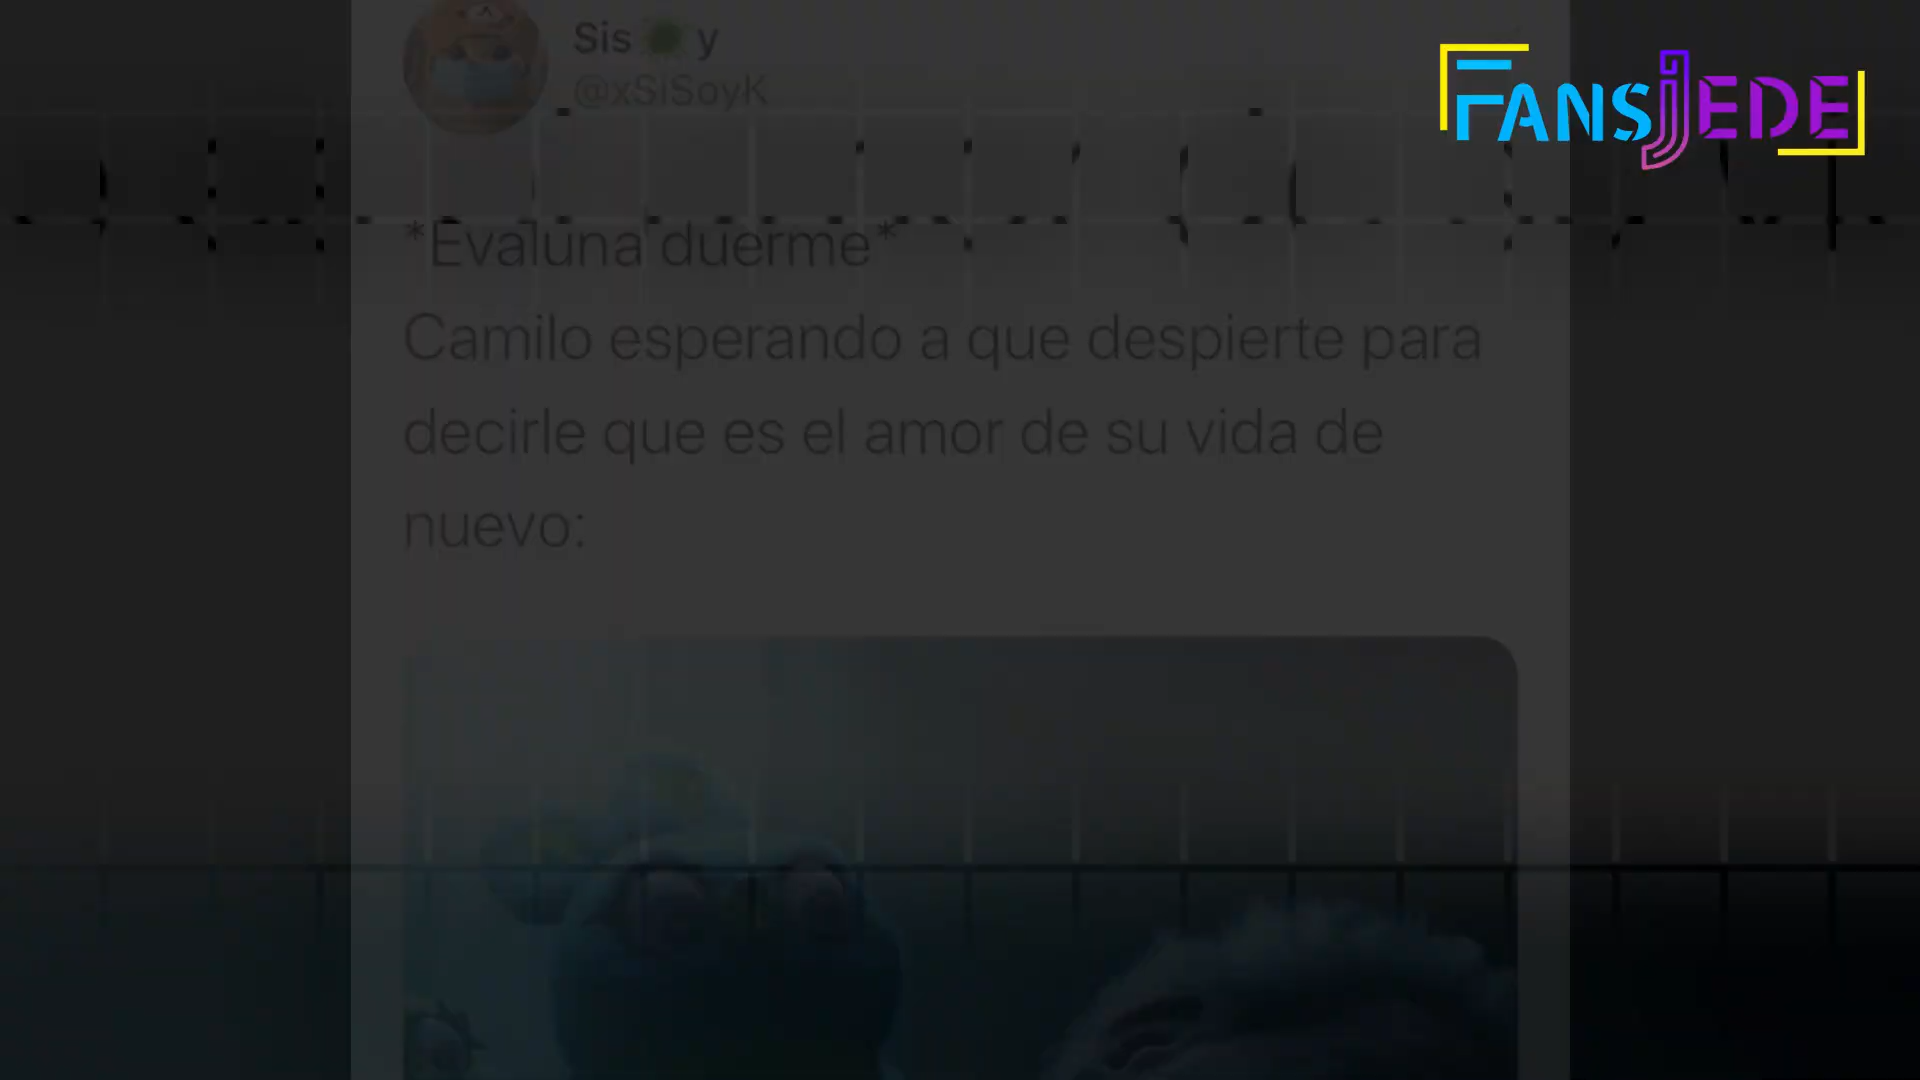 Sis y
@xSiSoyK
FANSJEDE
*Evaluna duerme*
Camilo esperando a que despierte para
decirle que es el amor de su vida de
nuevo: